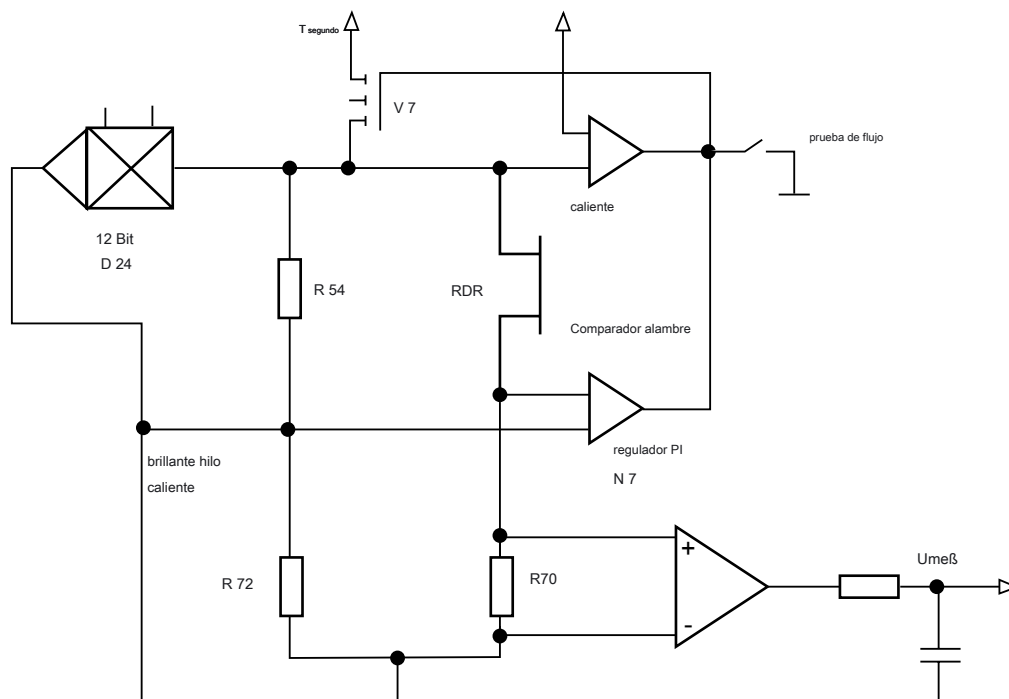 T segundo
V 7
prueba de flujo
caliente
12 Bit
D 24
R 54
RDR
Comparador alambre
brillante hilo
caliente
regulador PI
N 7
R 72
R70
+
-
Umeß